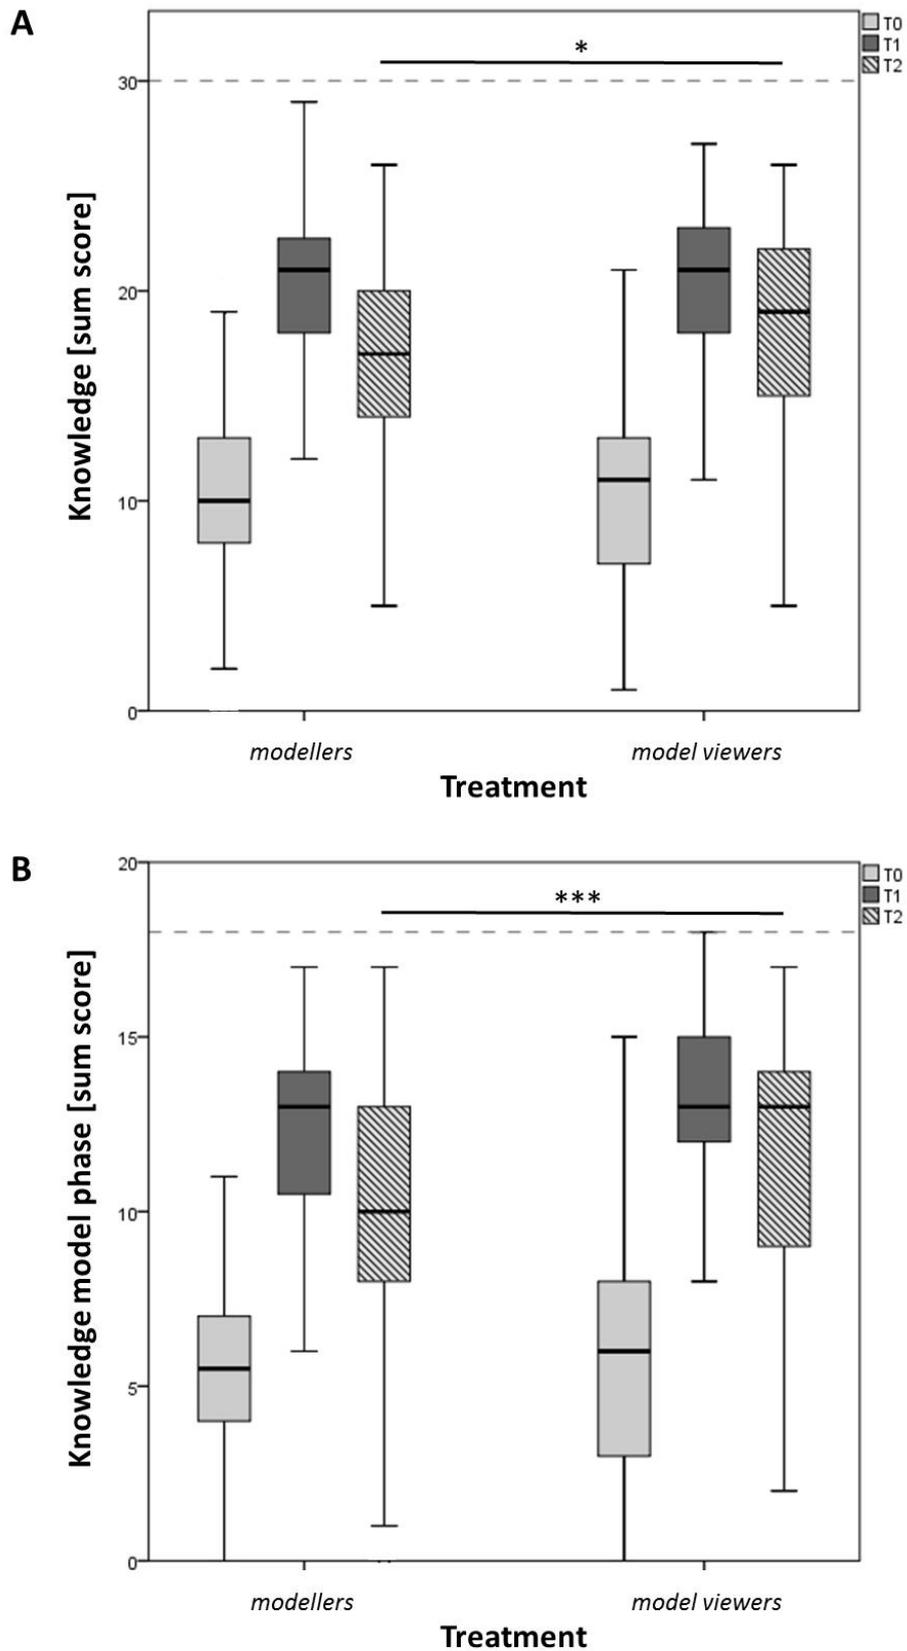 A
T0
T1
T2
*
30
20
10
0
Knowledge [sum score]
modellers
model viewers
Treatment
B
T0
T1
T2
***
20
15
10
5
0
Knowledge model phase [sum score]
modellers
model viewers
Treatment